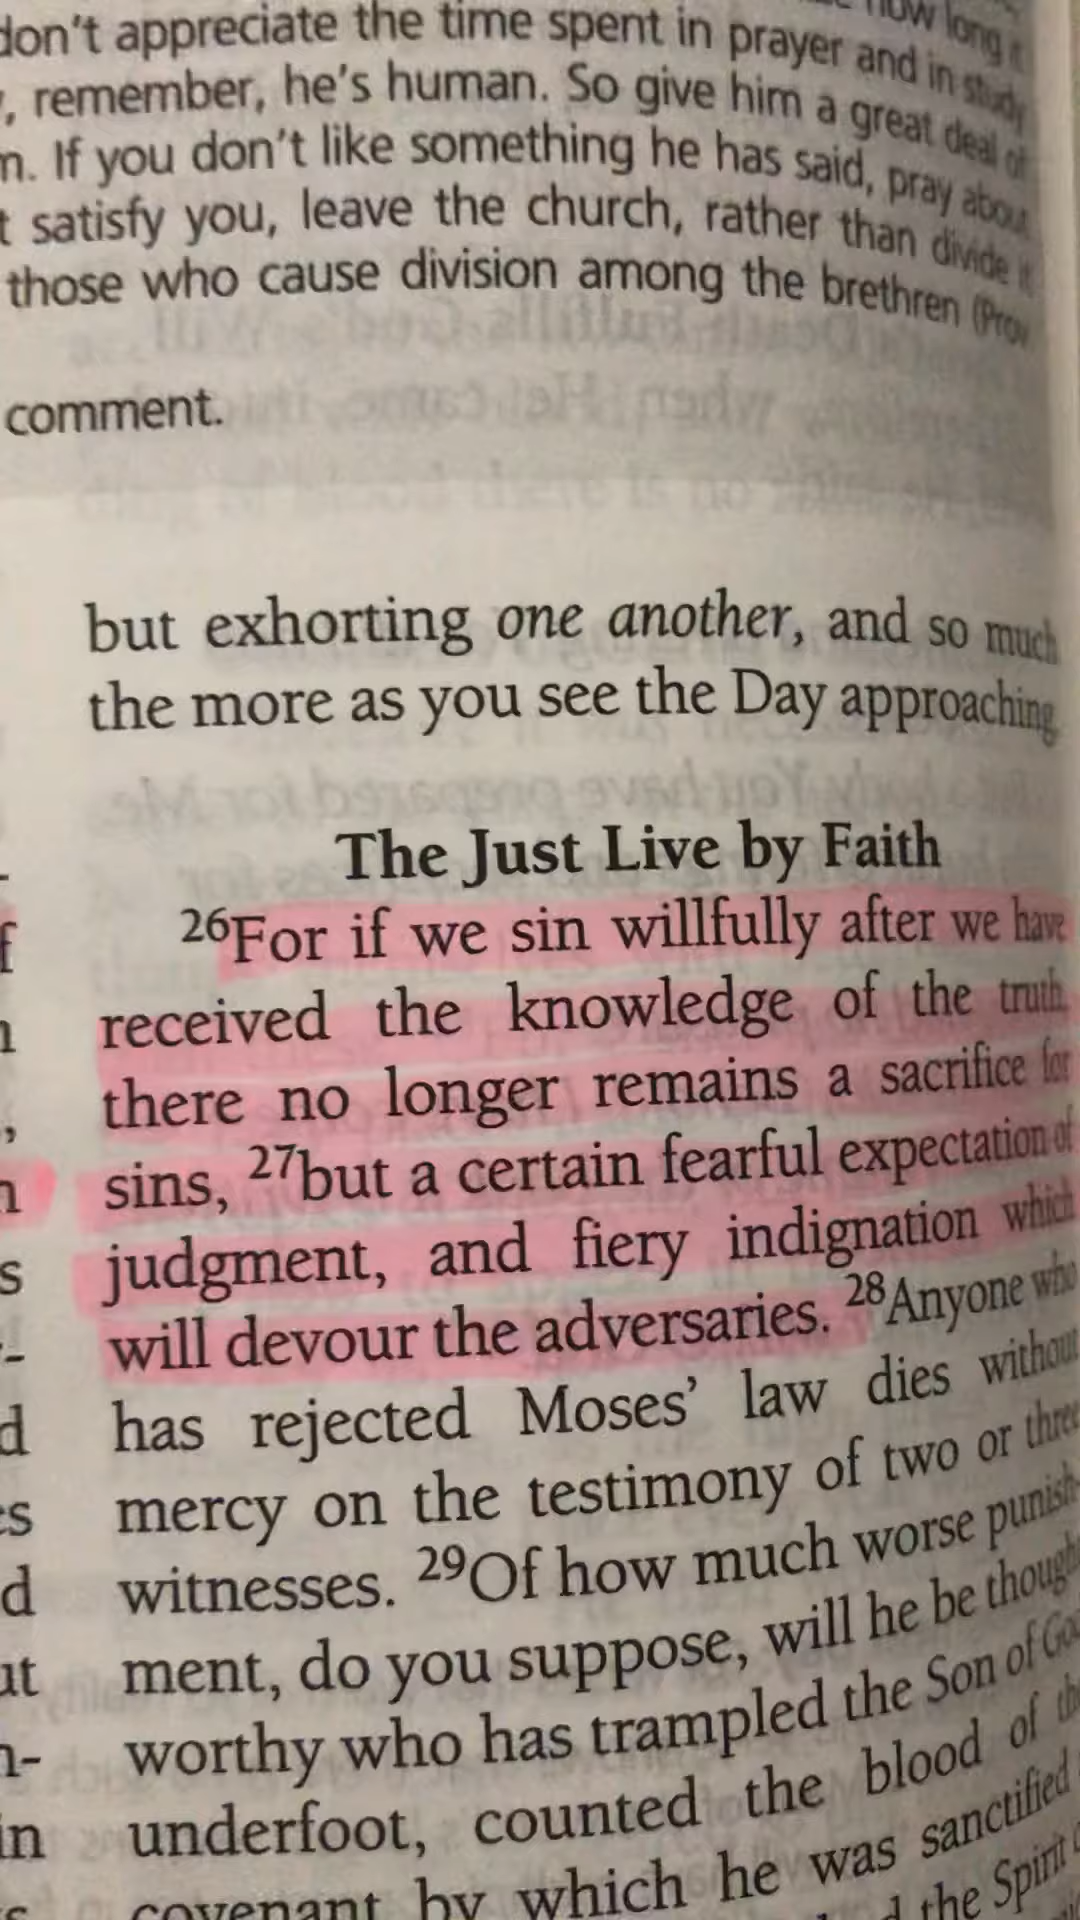 how long it
don't appreciate the time spent in prayer and in study
, remember, he's human. So give him a great deal of
n. If you don't like something he has said, pray about
t satisfy you, leave the church, rather than divide it
those who cause division among the brethren (Prov
comment.
but exhorting one another, and so much
the more as you see the Day approaching
The Just Live by Faith
26For if we sin willfully after we have
received the knowledge of the truth
there no longer remains a sacrifice for
sins, 27but a certain fearful expectation of
judgment, and fiery indignation which
will devour the adversaries. 28Anyone who
has rejected Moses' law dies without
mercy on the testimony of two or three
witnesses. 29Of how much worse punish-
ment, do you suppose, will he be though
worthy who has trampled the Son of God
underfoot, counted the blood of the
covenant by which he was sanctified
the Spirit